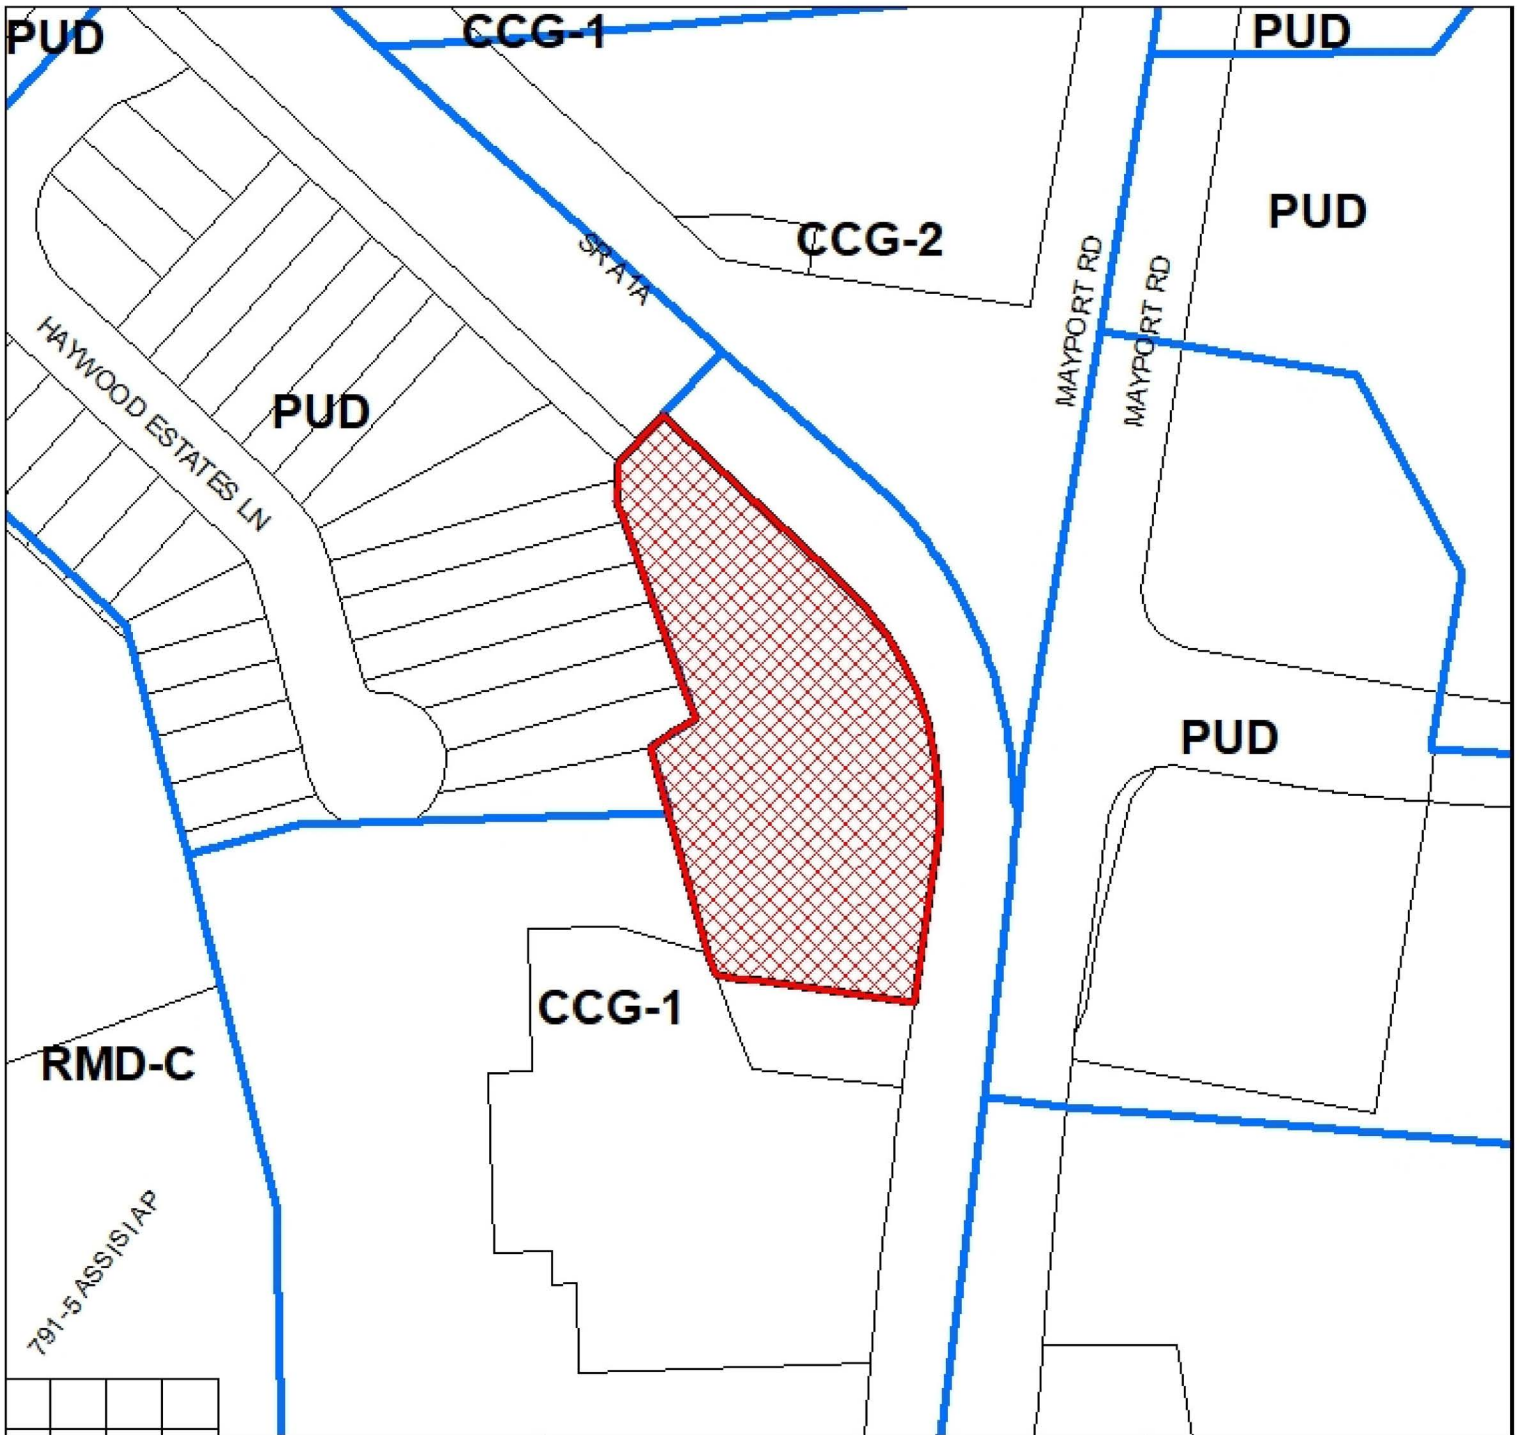 PUD
CCG-1
PUD
PUD
CCG-2
SR A1A
MAYPORT RD
MAYPORT RD
HAYWOOD ESTATES LN
PUD
PUD
CCG-1
RMD-C
791-5 ASSISI AP